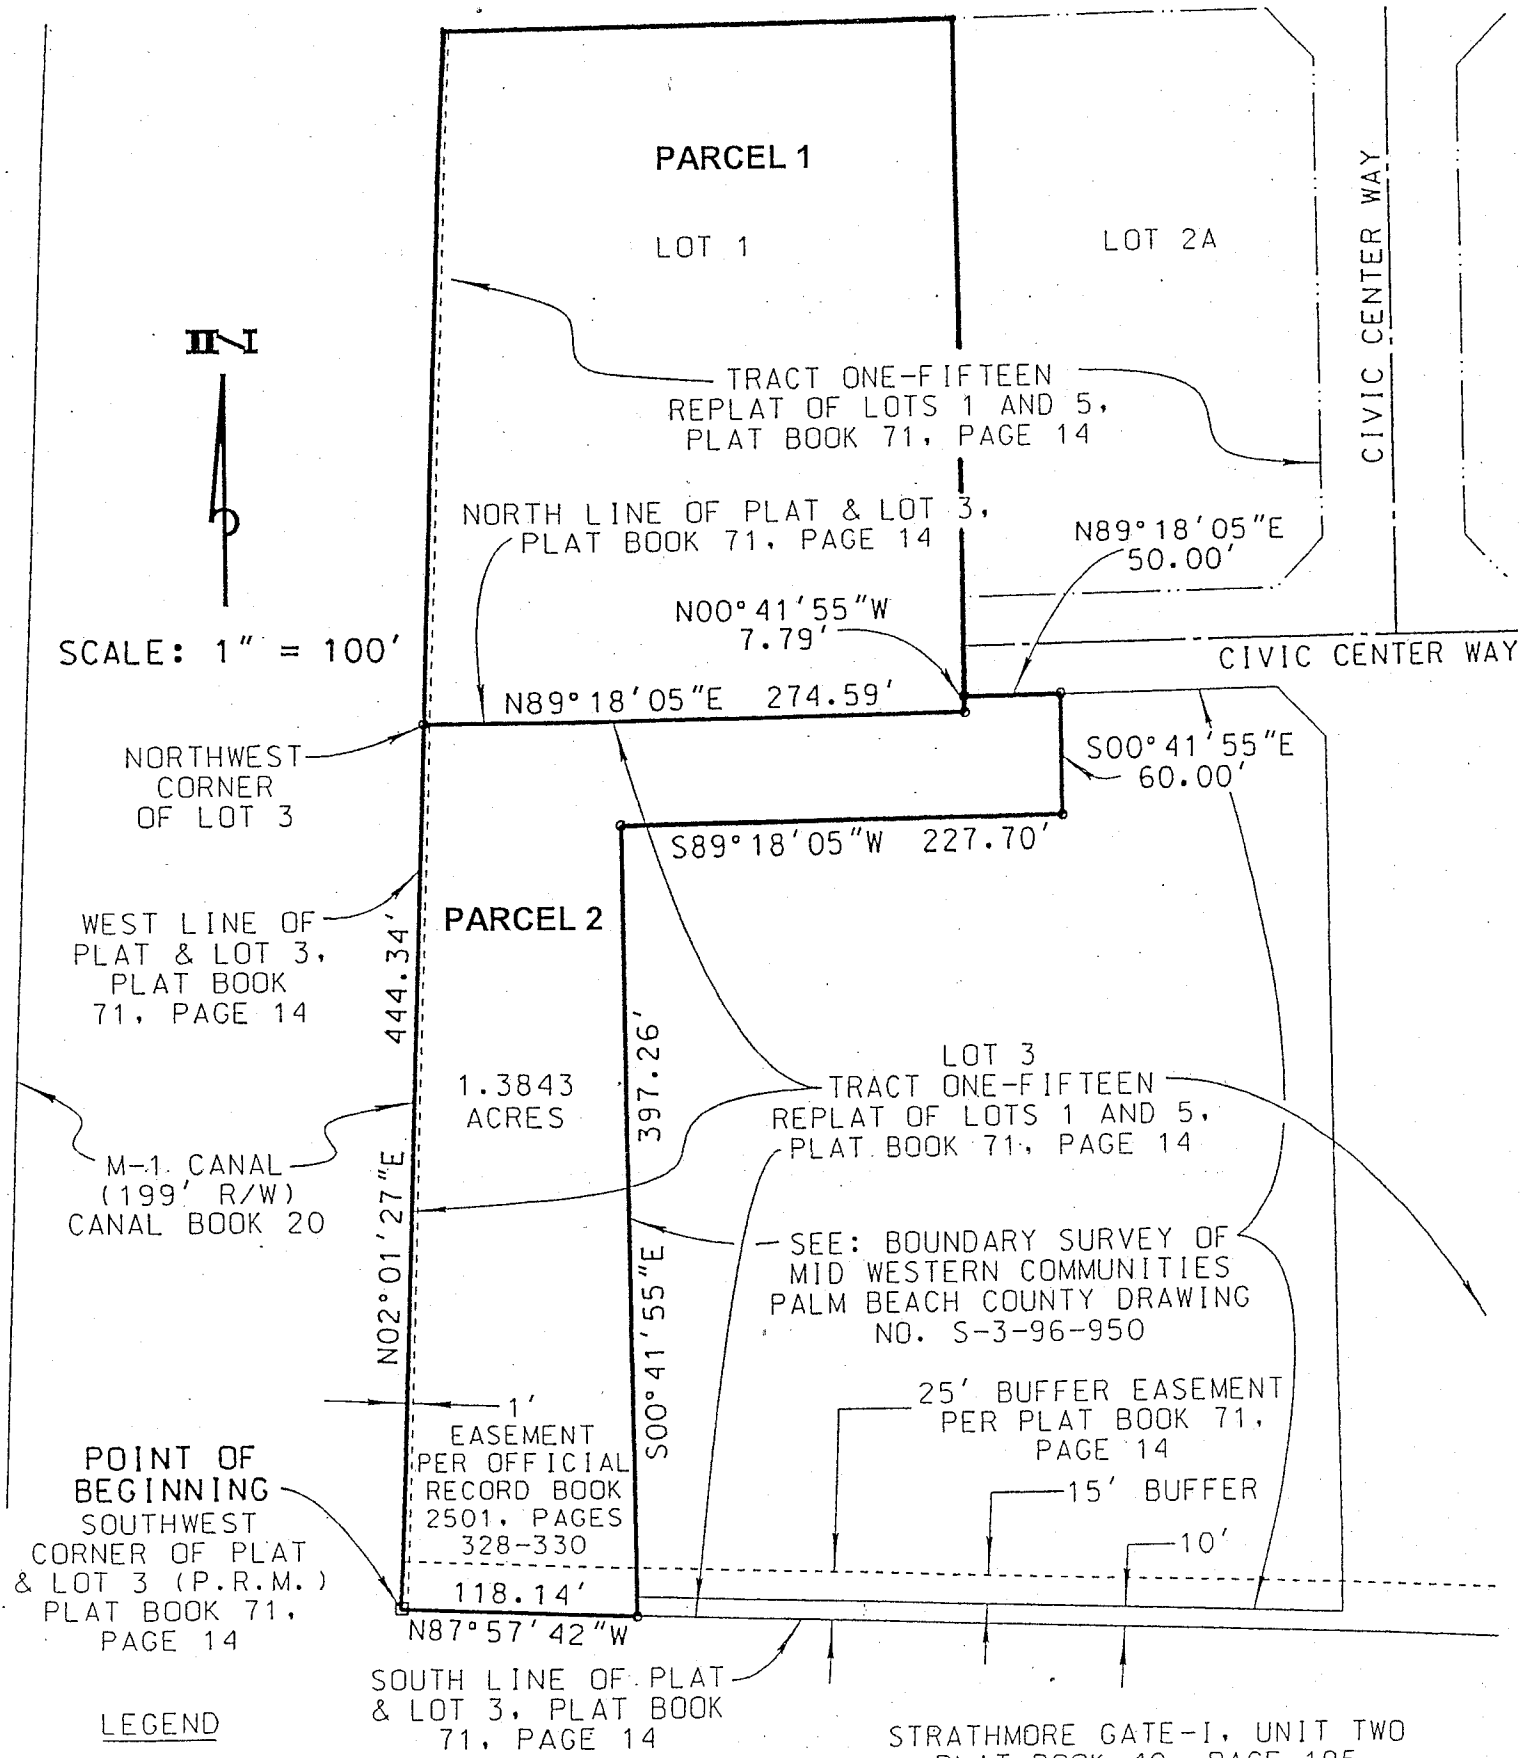 PARCEL 1
LOT 1
LOT 2A
CIVIC CENTER WAY
N
TRACT ONE-FIFTEEN
REPLAT OF LOTS 1 AND 5,
PLAT BOOK 71, PAGE 14
NORTH LINE OF PLAT & LOT 3,
PLAT BOOK 71, PAGE 14
N89°18'05"E
50.00'
N00°41'55"W
7.79'
SCALE: 1" = 100'
CIVIC CENTER WAY
N89°18'05"E 274.59'
NORTHWEST
CORNER
OF LOT 3
S00°41'55"E
60.00'
S89°18'05"W 227.70'
WEST LINE OF
PLAT & LOT 3,
PLAT BOOK
71, PAGE 14
PARCEL 2
444.34'
N02°01'27"E
1.3843
ACRES
397.26'
S00°41'55"E
LOT 3
TRACT ONE-FIFTEEN
REPLAT OF LOTS 1 AND 5,
PLAT BOOK 71, PAGE 14
M-1 CANAL
(199' R/W)
CANAL BOOK 20
SEE: BOUNDARY SURVEY OF
MID WESTERN COMMUNITIES
PALM BEACH COUNTY DRAWING
NO. S-3-96-950
1'
EASEMENT
PER OFFICIAL
RECORD BOOK
2501, PAGES
328-330
25' BUFFER EASEMENT
PER PLAT BOOK 71,
PAGE 14
15' BUFFER
10'
POINT OF
BEGINNING
SOUTHWEST
CORNER OF PLAT
& LOT 3 (P.R.M.)
PLAT BOOK 71,
PAGE 14
118.14'
N87°57'42"W
SOUTH LINE OF PLAT
& LOT 3, PLAT BOOK
71, PAGE 14
LEGEND
STRATHMORE GATE-I, UNIT TWO
PLAT BOOK PAGE